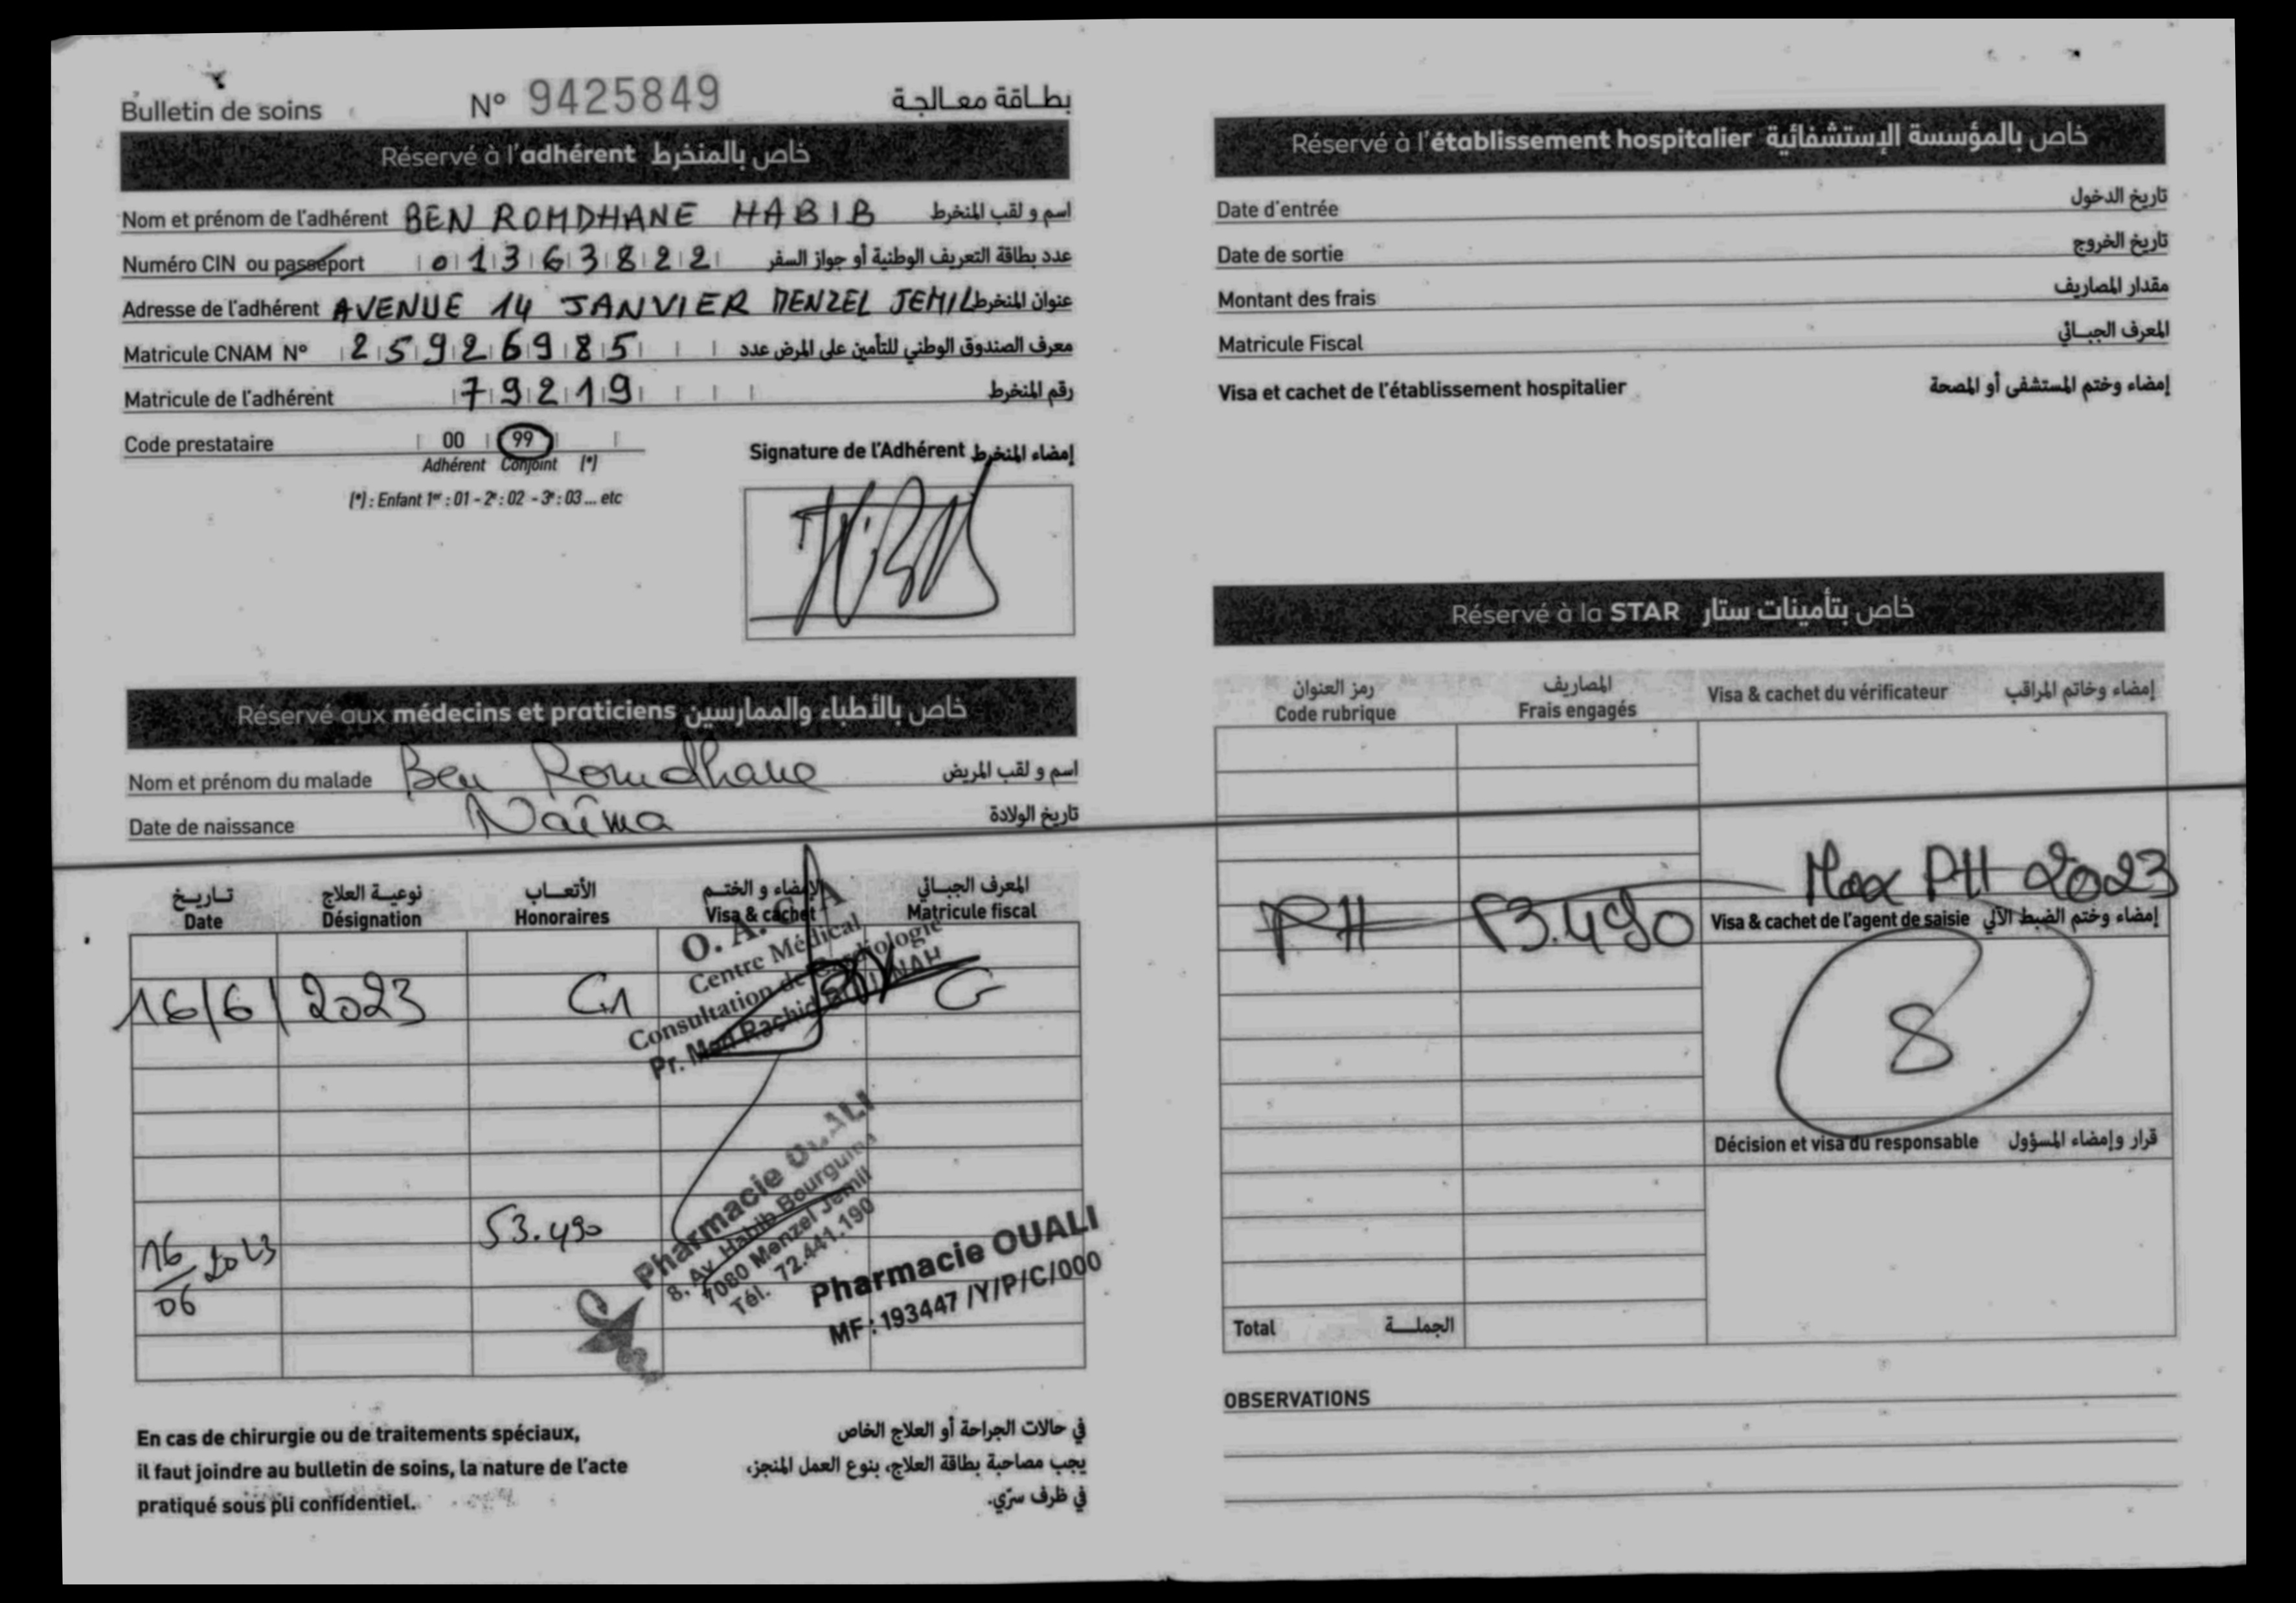 Bulletin de soins N° 9425849 بطاقة معالجة
Réservé à l'adhérent خاص بالمنخرط
Nom et prénom de l'adhérent BEN ROMDHANE HABIB اسم و لقب المنخرط
Numéro CIN ou passeport 01363822 عدد بطاقة التعريف الوطنية أو جواز السفر
Adresse de l'adhérent AVENUE 14 JANVIER MENZEL JEMIL عنوان المنخرط
Matricule CNAM N° 25926985 معرف الصندوق الوطني للتأمين على المرض عدد
Matricule de l'adhérent 79219 رقم المنخرط
Code prestataire 00 99
Adhérent Conjoint (*)
(*) : Enfant 1er : 01 - 2e : 02 - 3e : 03 ... etc
Signature de l'Adhérent إمضاء المنخرط
Réservé aux médecins et praticiens خاص بالأطباء والممارسين
Nom et prénom du malade Ben Romdhane اسم و لقب المريض
Date de naissance Naîma تاريخ الولادة
تاريخ نوعية العلاج الأتعاب الإمضاء و الختم المعرف الجبائي
Date Désignation Honoraires Visa & cachet Matricule fiscal
O. A. C. A
Centre Médical
Consultation de Cardiologie
Pr. Med Rachid
16/6/2023 C1
16/06 2023 53.490
Pharmacie OUALI
8, Av. Habib Bourguiba
7080 Menzel Jemil
Tél. 72.441.190
Pharmacie OUALI
MF : 193447 /Y/P/C/000
En cas de chirurgie ou de traitements spéciaux,
il faut joindre au bulletin de soins, la nature de l'acte
pratiqué sous pli confidentiel.
في حالات الجراحة أو العلاج الخاص
يجب مصاحبة بطاقة العلاج، بنوع العمل المنجز،
في ظرف سرّي.
Réservé à l'établissement hospitalier خاص بالمؤسسة الإستشفائية
Date d'entrée تاريخ الدخول
Date de sortie تاريخ الخروج
Montant des frais مقدار المصاريف
Matricule Fiscal المعرف الجبائي
Visa et cachet de l'établissement hospitalier إمضاء وختم المستشفى أو المصحة
Réservé à la STAR خاص بتأمينات ستار
رمز العنوان المصاريف
Code rubrique Frais engagés Visa & cachet du vérificateur إمضاء وخاتم المراقب
Max PH 2023
PH 53.490
Visa & cachet de l'agent de saisie إمضاء وختم الضبط الآلي
8
Décision et visa du responsable قرار وإمضاء المسؤول
Total الجملة
OBSERVATIONS